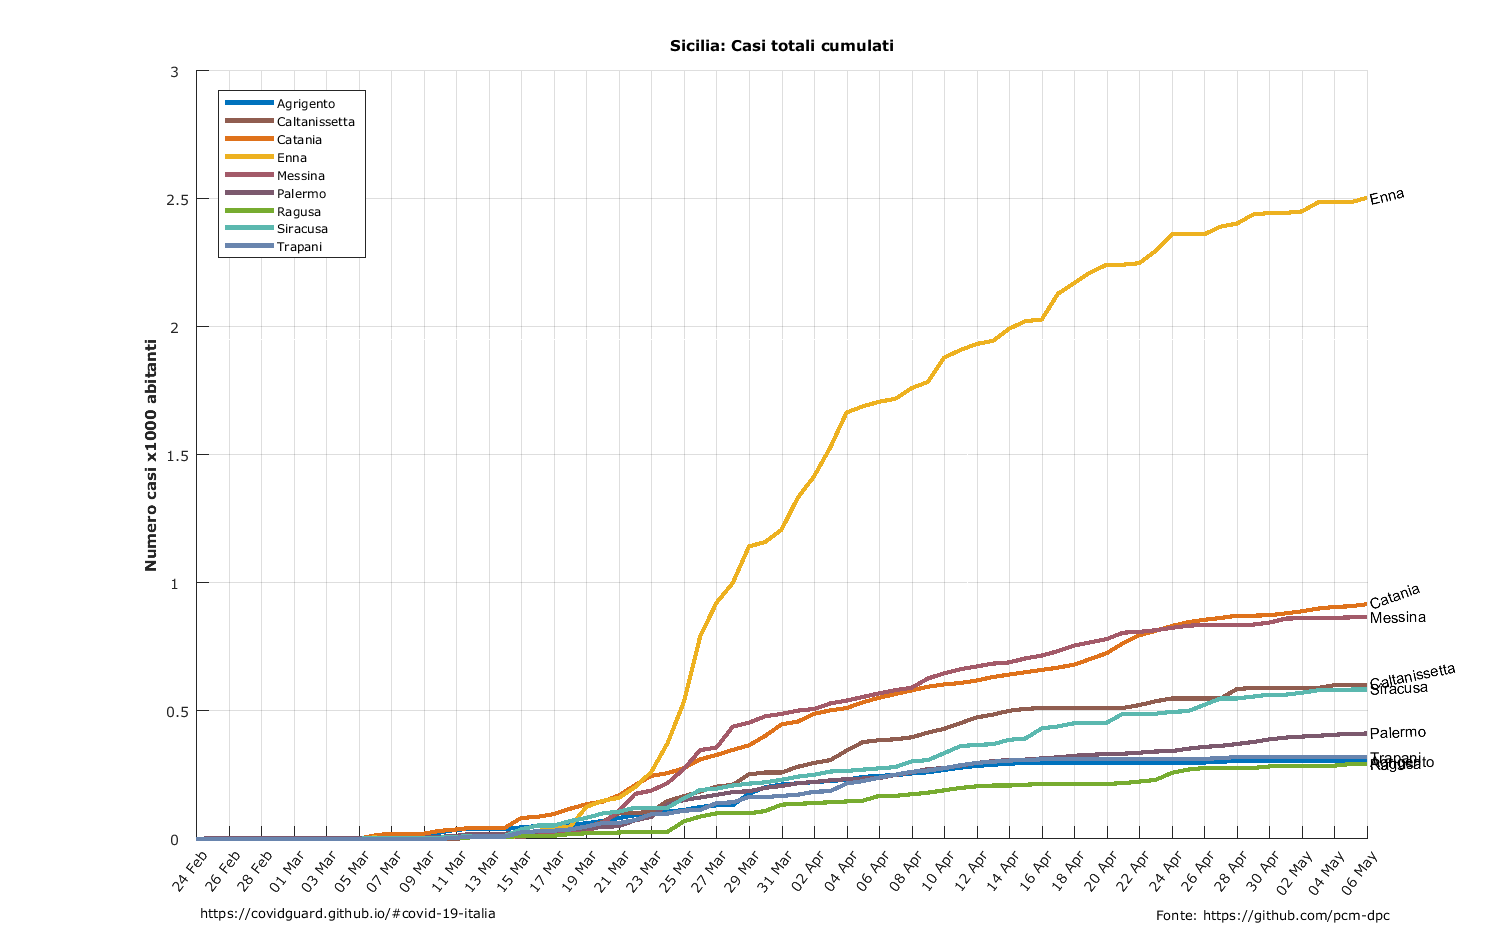 Sicilia: Casi totali cumulati
Numero casi x1000 abitanti
3
2.5
2
1.5
1
0.5
0
Agrigento
Caltanissetta
Catania
Enna
Messina
Palermo
Ragusa
Siracusa
Trapani
Enna
Catania
Messina
Caltanissetta
Siracusa
Palermo
Trapani
Ragusa
24 Feb
26 Feb
28 Feb
01 Mar
03 Mar
05 Mar
07 Mar
09 Mar
11 Mar
13 Mar
15 Mar
17 Mar
19 Mar
21 Mar
23 Mar
25 Mar
27 Mar
29 Mar
31 Mar
02 Apr
04 Apr
06 Apr
08 Apr
10 Apr
12 Apr
14 Apr
16 Apr
18 Apr
20 Apr
22 Apr
24 Apr
26 Apr
28 Apr
30 Apr
02 May
04 May
06 May
https://covidguard.github.io/#covid-19-italia
Fonte: https://github.com/pcm-dpc